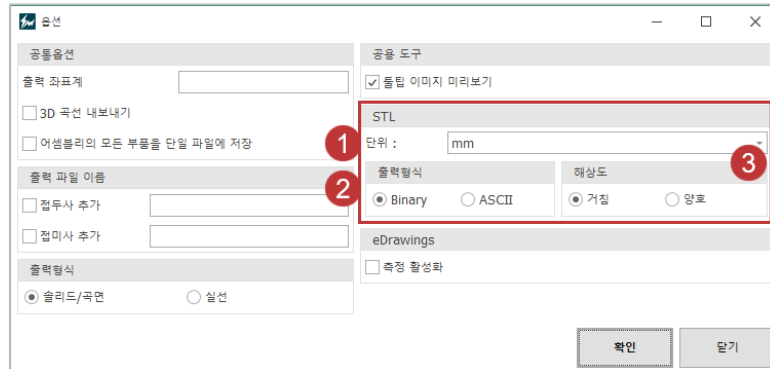 옵션
공통옵션
출력 좌표계
3D 곡선 내보내기
어셈블리의 모든 부품을 단일 파일에 저장
출력 파일 이름
접두사 추가
접미사 추가
출력형식
솔리드/곡면 실선
공용 도구
툴팁 이미지 미리보기
STL
1
단위 : mm
2
출력형식
Binary ASCII
3
해상도
거침 양호
eDrawings
측정 활성화
확인 닫기